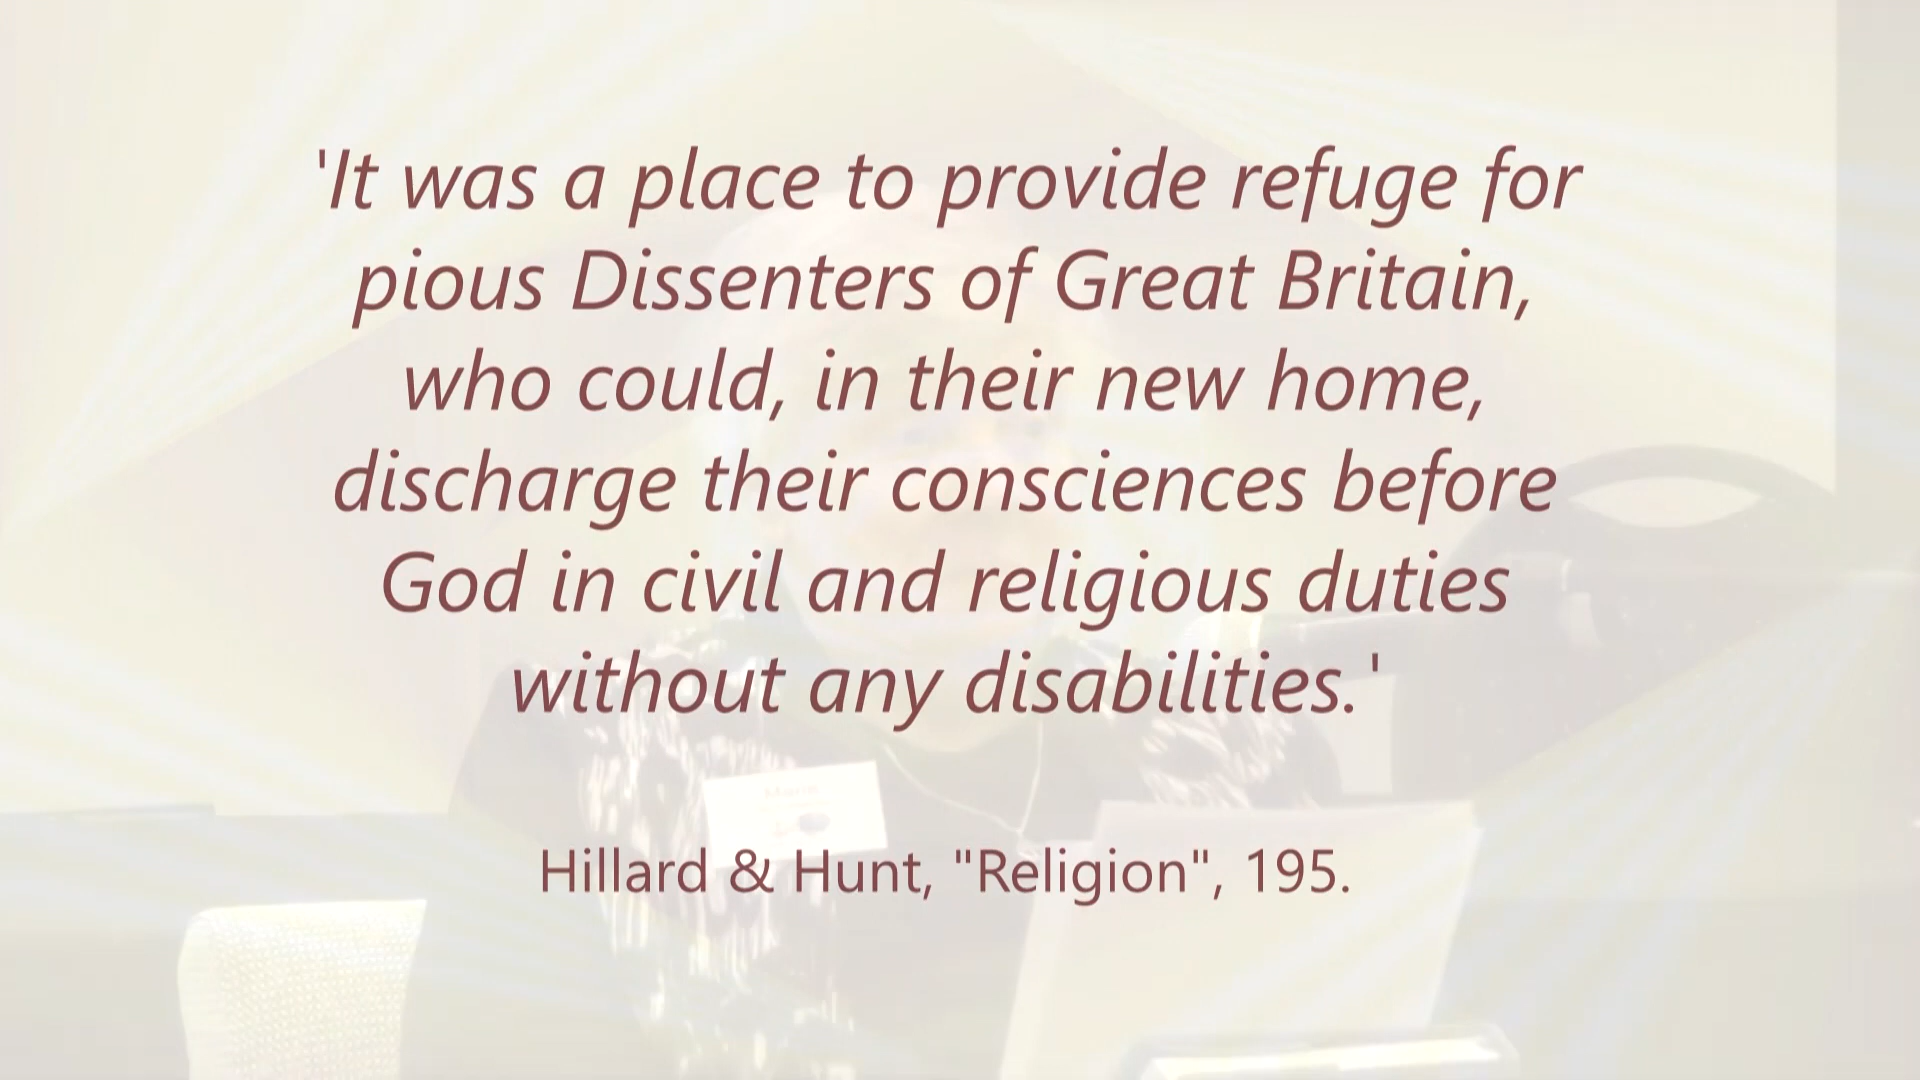 'It was a place to provide refuge for
pious Dissenters of Great Britain,
who could, in their new home,
discharge their consciences before
God in civil and religious duties
without any disabilities.'
Hillard & Hunt, "Religion", 195.